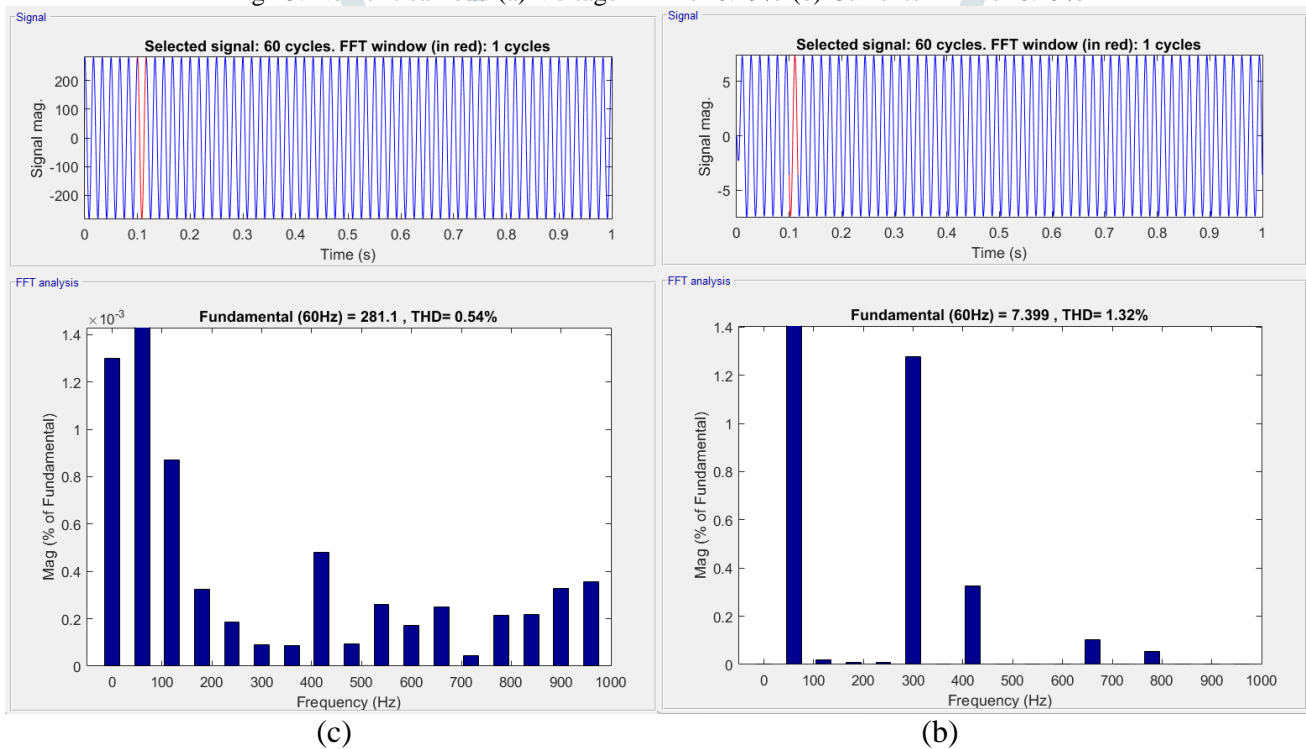 Signal
Selected signal: 60 cycles. FFT window (in red): 1 cycles
200
100
0
-100
-200
Signal mag.
0 0.1 0.2 0.3 0.4 0.5 0.6 0.7 0.8 0.9 1
Time (s)
Signal
Selected signal: 60 cycles. FFT window (in red): 1 cycles
5
0
-5
Signal mag.
0 0.1 0.2 0.3 0.4 0.5 0.6 0.7 0.8 0.9 1
Time (s)
FFT analysis
×10⁻³
Fundamental (60Hz) = 281.1 , THD= 0.54%
1.4
1.2
1
0.8
0.6
0.4
0.2
0
Mag (% of Fundamental)
0 100 200 300 400 500 600 700 800 900 1000
Frequency (Hz)
FFT analysis
Fundamental (60Hz) = 7.399 , THD= 1.32%
1.4
1.2
1
0.8
0.6
0.4
0.2
0
Mag (% of Fundamental)
0 100 200 300 400 500 600 700 800 900 1000
Frequency (Hz)
(c) (b)